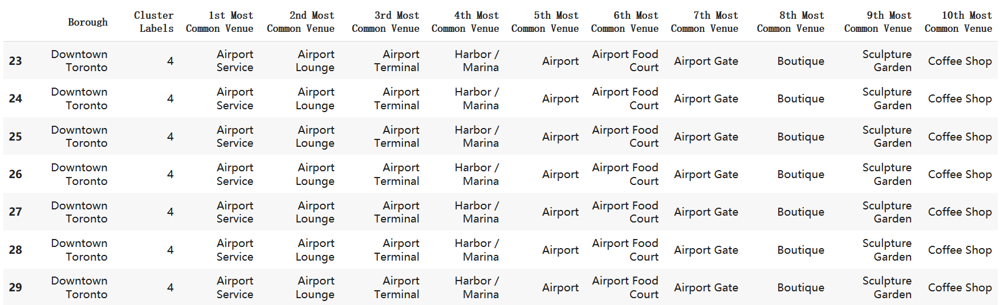 Borough Cluster Labels 1st Most Common Venue 2nd Most Common Venue 3rd Most Common Venue 4th Most Common Venue 5th Most Common Venue 6th Most Common Venue 7th Most Common Venue 8th Most Common Venue 9th Most Common Venue 10th Most Common Venue
23 Downtown Toronto 4 Airport Service Airport Lounge Airport Terminal Harbor / Marina Airport Airport Food Court Airport Gate Boutique Sculpture Garden Coffee Shop
24 Downtown Toronto 4 Airport Service Airport Lounge Airport Terminal Harbor / Marina Airport Airport Food Court Airport Gate Boutique Sculpture Garden Coffee Shop
25 Downtown Toronto 4 Airport Service Airport Lounge Airport Terminal Harbor / Marina Airport Airport Food Court Airport Gate Boutique Sculpture Garden Coffee Shop
26 Downtown Toronto 4 Airport Service Airport Lounge Airport Terminal Harbor / Marina Airport Airport Food Court Airport Gate Boutique Sculpture Garden Coffee Shop
27 Downtown Toronto 4 Airport Service Airport Lounge Airport Terminal Harbor / Marina Airport Airport Food Court Airport Gate Boutique Sculpture Garden Coffee Shop
28 Downtown Toronto 4 Airport Service Airport Lounge Airport Terminal Harbor / Marina Airport Airport Food Court Airport Gate Boutique Sculpture Garden Coffee Shop
29 Downtown Toronto 4 Airport Service Airport Lounge Airport Terminal Harbor / Marina Airport Airport Food Court Airport Gate Boutique Sculpture Garden Coffee Shop